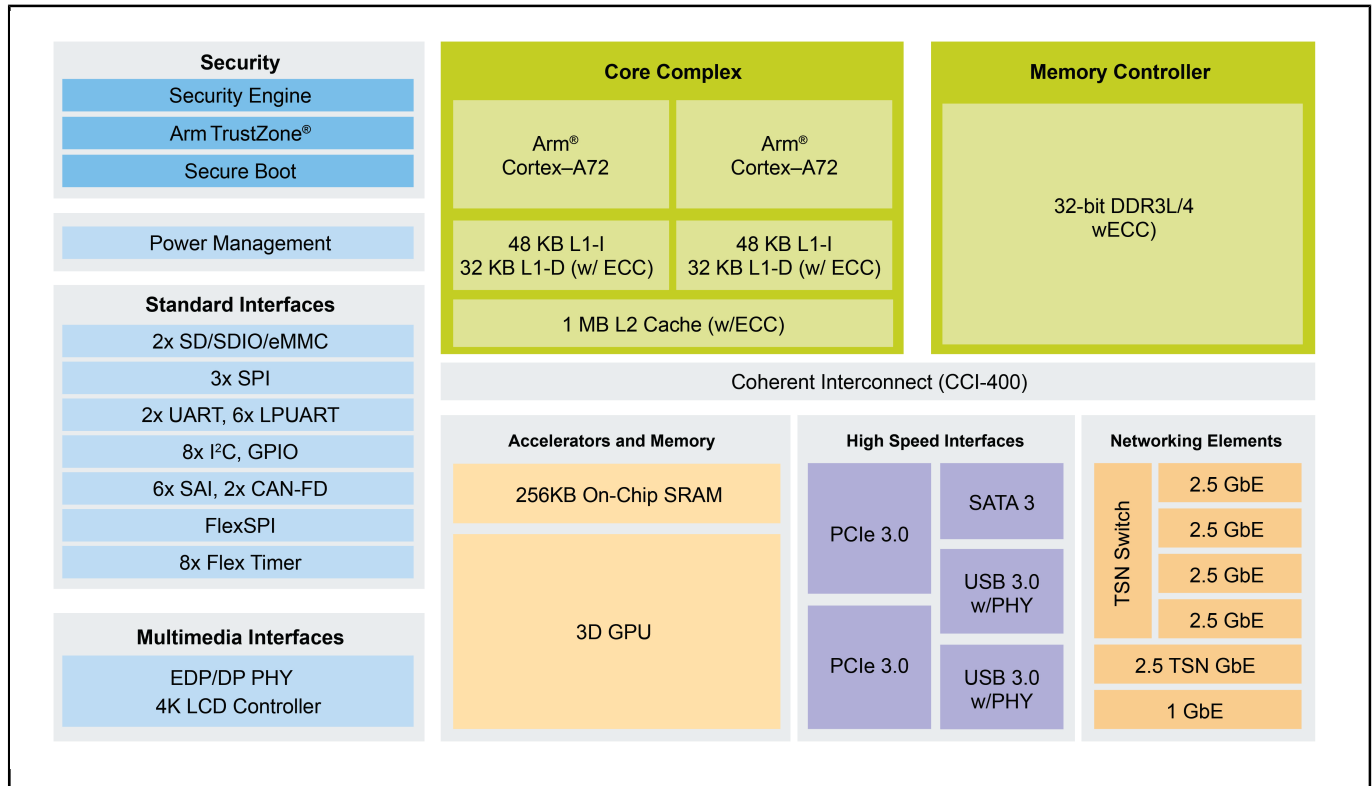 Security
Security Engine
Arm TrustZone®
Secure Boot
Power Management
Standard Interfaces
2x SD/SDIO/eMMC
3x SPI
2x UART, 6x LPUART
8x I²C, GPIO
6x SAI, 2x CAN-FD
FlexSPI
8x Flex Timer
Multimedia Interfaces
EDP/DP PHY
4K LCD Controller
Core Complex
Arm®
Cortex–A72
Arm®
Cortex–A72
48 KB L1-I
32 KB L1-D (w/ ECC)
48 KB L1-I
32 KB L1-D (w/ ECC)
1 MB L2 Cache (w/ECC)
Memory Controller
32-bit DDR3L/4
wECC)
Coherent Interconnect (CCI-400)
Accelerators and Memory
256KB On-Chip SRAM
3D GPU
High Speed Interfaces
PCIe 3.0
PCIe 3.0
SATA 3
USB 3.0
w/PHY
USB 3.0
w/PHY
Networking Elements
TSN Switch
2.5 GbE
2.5 GbE
2.5 GbE
2.5 GbE
2.5 TSN GbE
1 GbE